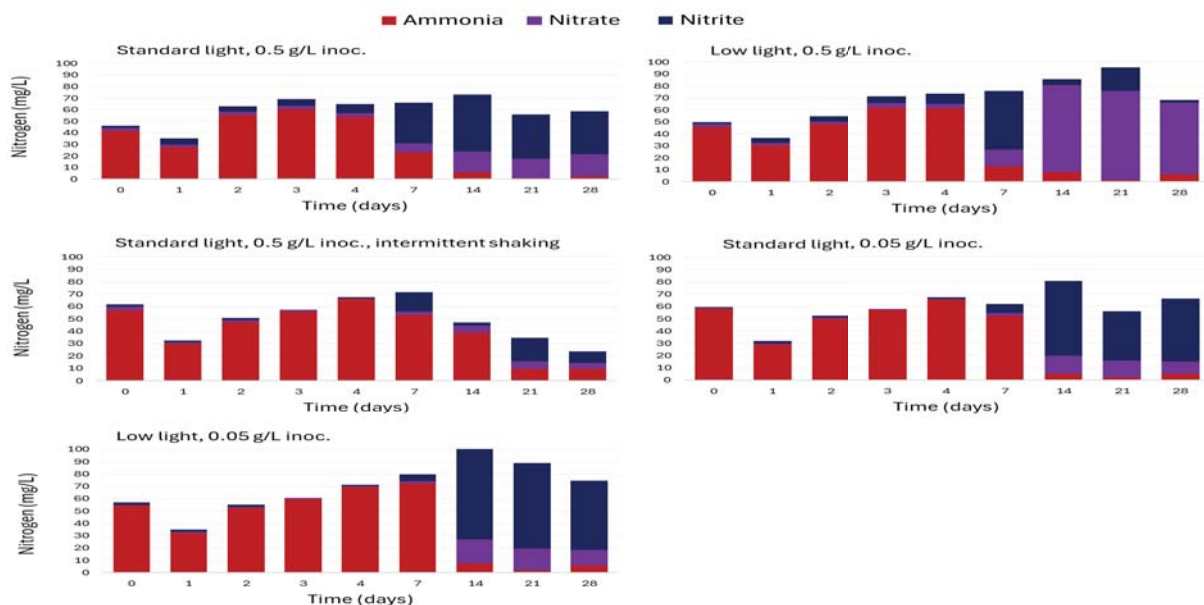 Ammonia Nitrate Nitrite
Standard light, 0.5 g/L inoc.
Nitrogen (mg/L)
100
90
80
70
60
50
40
30
20
10
0
0 1 2 3 4 7 14 21 28
Time (days)
Low light, 0.5 g/L inoc.
100
90
80
70
60
50
40
30
20
10
0
0 1 2 3 4 7 14 21 28
Time (days)
Standard light, 0.5 g/L inoc., intermittent shaking
Nitrogen (mg/L
100
90
80
70
60
50
40
30
20
10
0
0 1 2 3 4 7 14 21 28
Time (days)
Standard light, 0.05 g/L inoc.
100
90
80
70
60
50
40
30
20
10
0
0 1 2 3 4 7 14 21 28
Time (days)
Low light, 0.05 g/L inoc.
Nitrogen (mg/L)
100
90
80
70
60
50
40
30
20
10
0
0 1 2 3 4 7 14 21 28
Time (days)